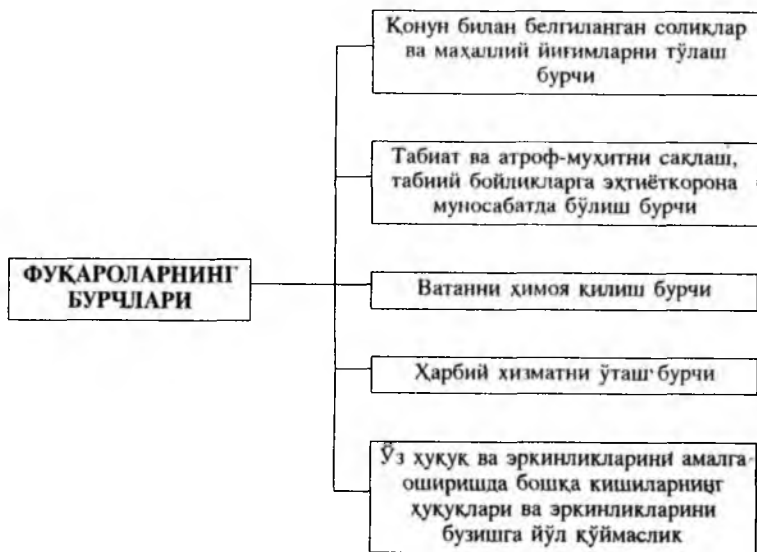 Қонун билан белгиланган солиқлар
ва маҳаллий йиғимларни тўлаш
бурчи
Табиат ва атроф-муҳитни сақлаш,
табиий бойликларга эҳтиёткорона
муносабатда бўлиш бурчи
ФУҚАРОЛАРНИНГ
БУРЧЛАРИ
Ватанни ҳимоя қилиш бурчи
Ҳарбий хизматни ўташ бурчи
Ўз ҳуқуқ ва эркинликларини амалга
оширишда бошқа кишиларнинг
ҳуқуқлари ва эркинликларини
бузишга йўл қўймаслик